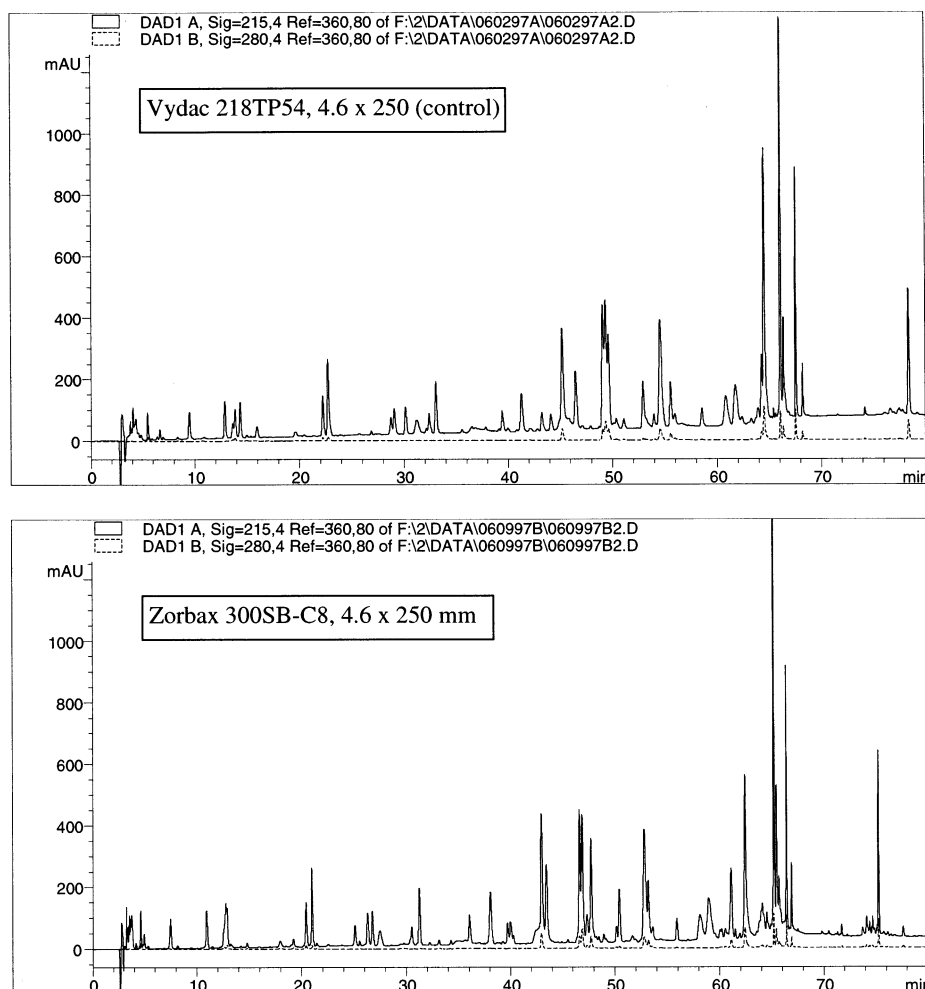 DAD1 A, Sig=215,4 Ref=360,80 of F:\2\DATA\060297A\060297A2.D
DAD1 B, Sig=280,4 Ref=360,80 of F:\2\DATA\060297A\060297A2.D
mAU
Vydac 218TP54, 4.6 x 250 (control)
1000
800
600
400
200
0
0 10 20 30 40 50 60 70 min
DAD1 A, Sig=215,4 Ref=360,80 of F:\2\DATA\060997B\060997B2.D
DAD1 B, Sig=280,4 Ref=360,80 of F:\2\DATA\060997B\060997B2.D
mAU
Zorbax 300SB-C8, 4.6 x 250 mm
1000
800
600
400
200
0
0 10 20 30 40 50 60 70 min